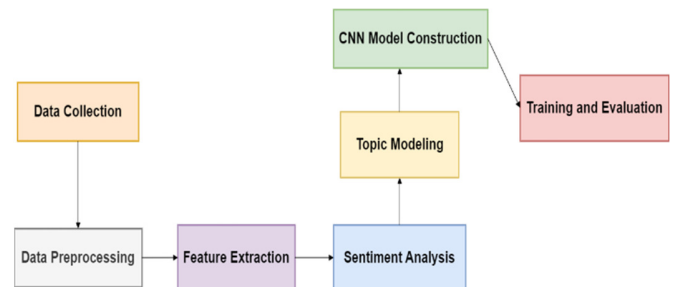 Data Collection
Data Preprocessing
Feature Extraction
Sentiment Analysis
Topic Modeling
CNN Model Construction
Training and Evaluation